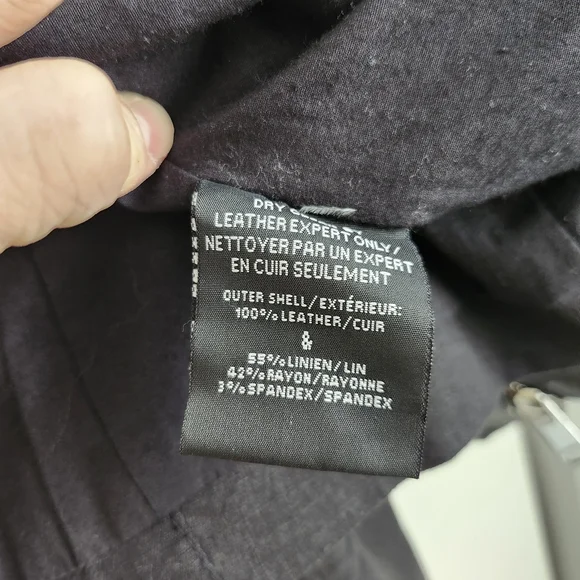 DRY
LEATHER EXPERT ONLY/
NETTOYER PAR UN EXPERT
EN CUIR SEULEMENT
OUTER SHELL/EXTÉRIEUR:
100% LEATHER/CUIR
&
55% LINIEN/LIN
42% RAYON/RAYONNE
3% SPANDEX/SPANDEX